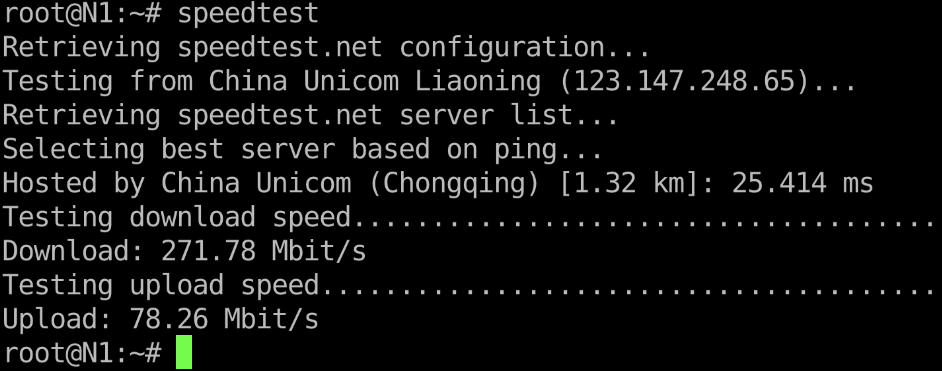 root@N1:~# speedtest
Retrieving speedtest.net configuration...
Testing from China Unicom Liaoning (123.147.248.65)...
Retrieving speedtest.net server list...
Selecting best server based on ping...
Hosted by China Unicom (Chongqing) [1.32 km]: 25.414 ms
Testing download speed.....................................
Download: 271.78 Mbit/s
Testing upload speed.......................................
Upload: 78.26 Mbit/s
root@N1:~#